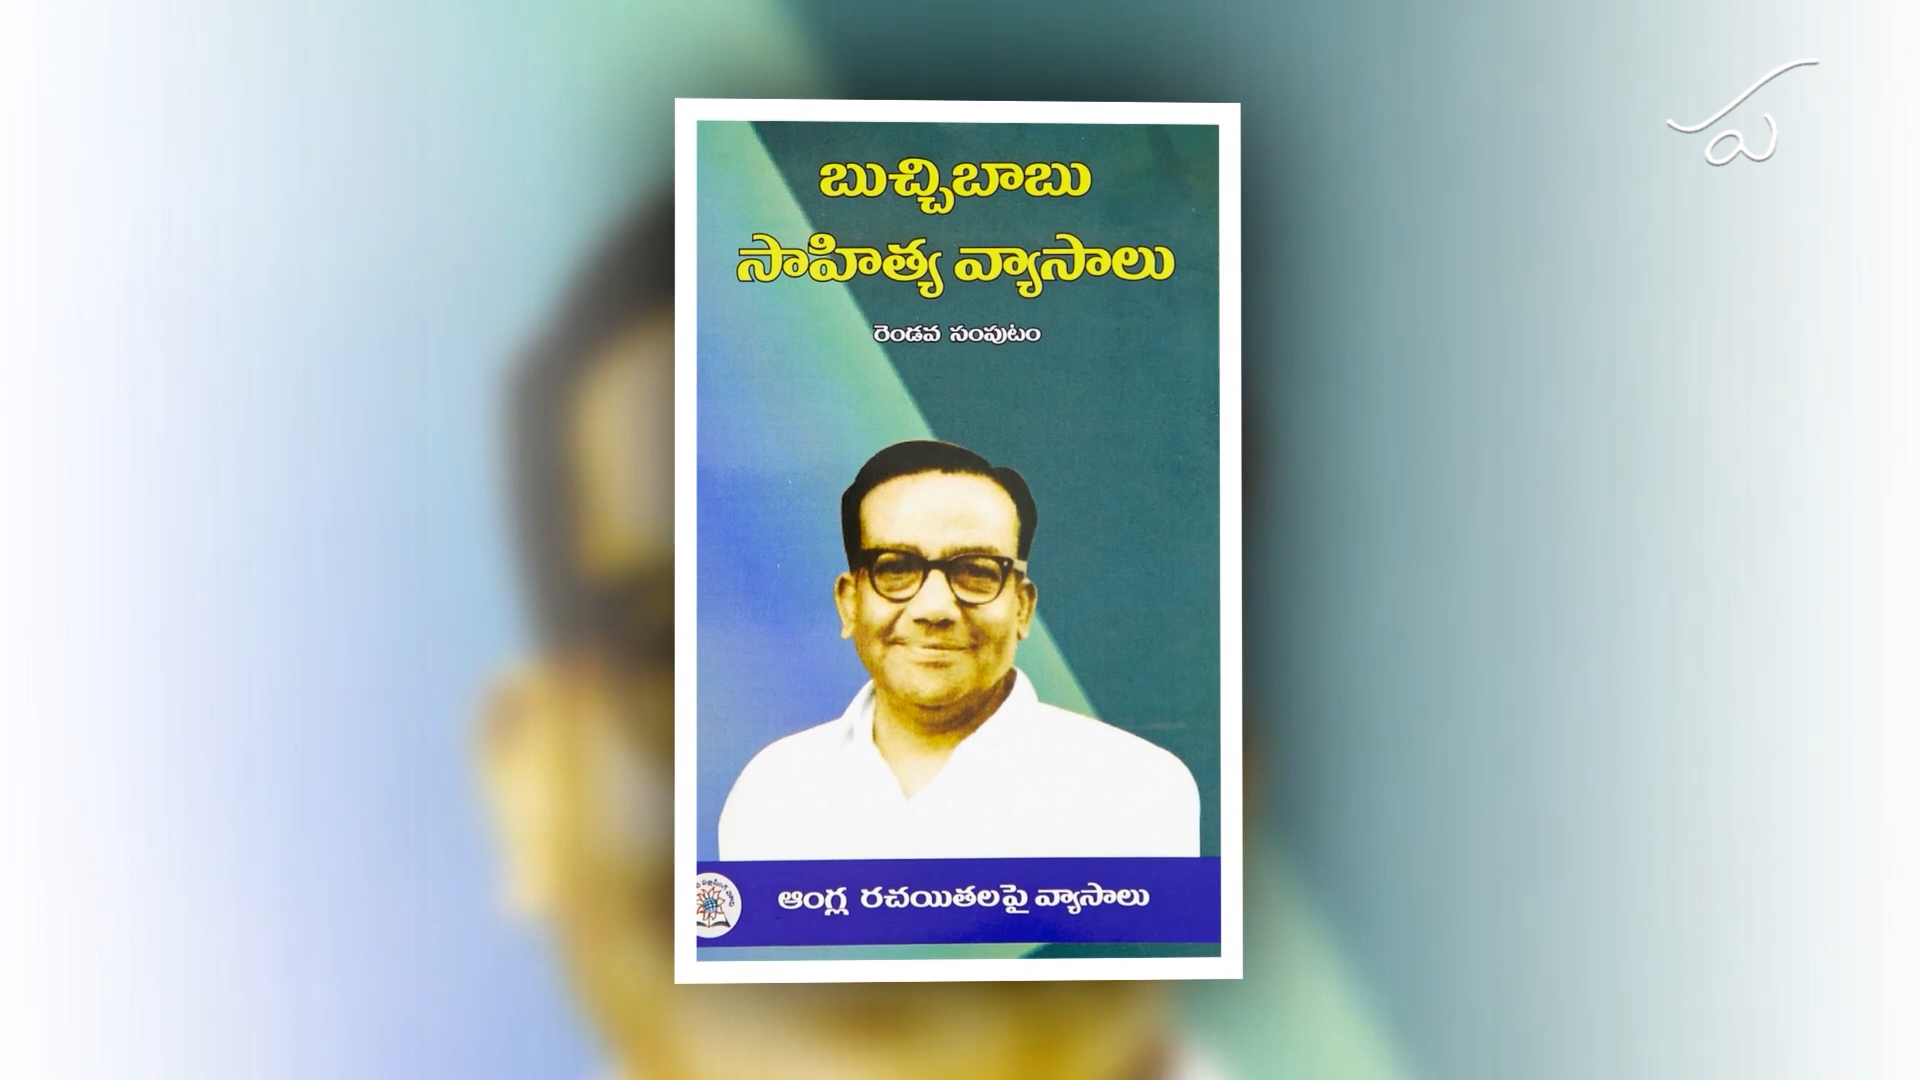 బుచ్చిబాబు
సాహిత్య వ్యాసాలు
రెండవ సంపుటం
ఆంగ్ల రచయితలపై వ్యాసాలు
ప